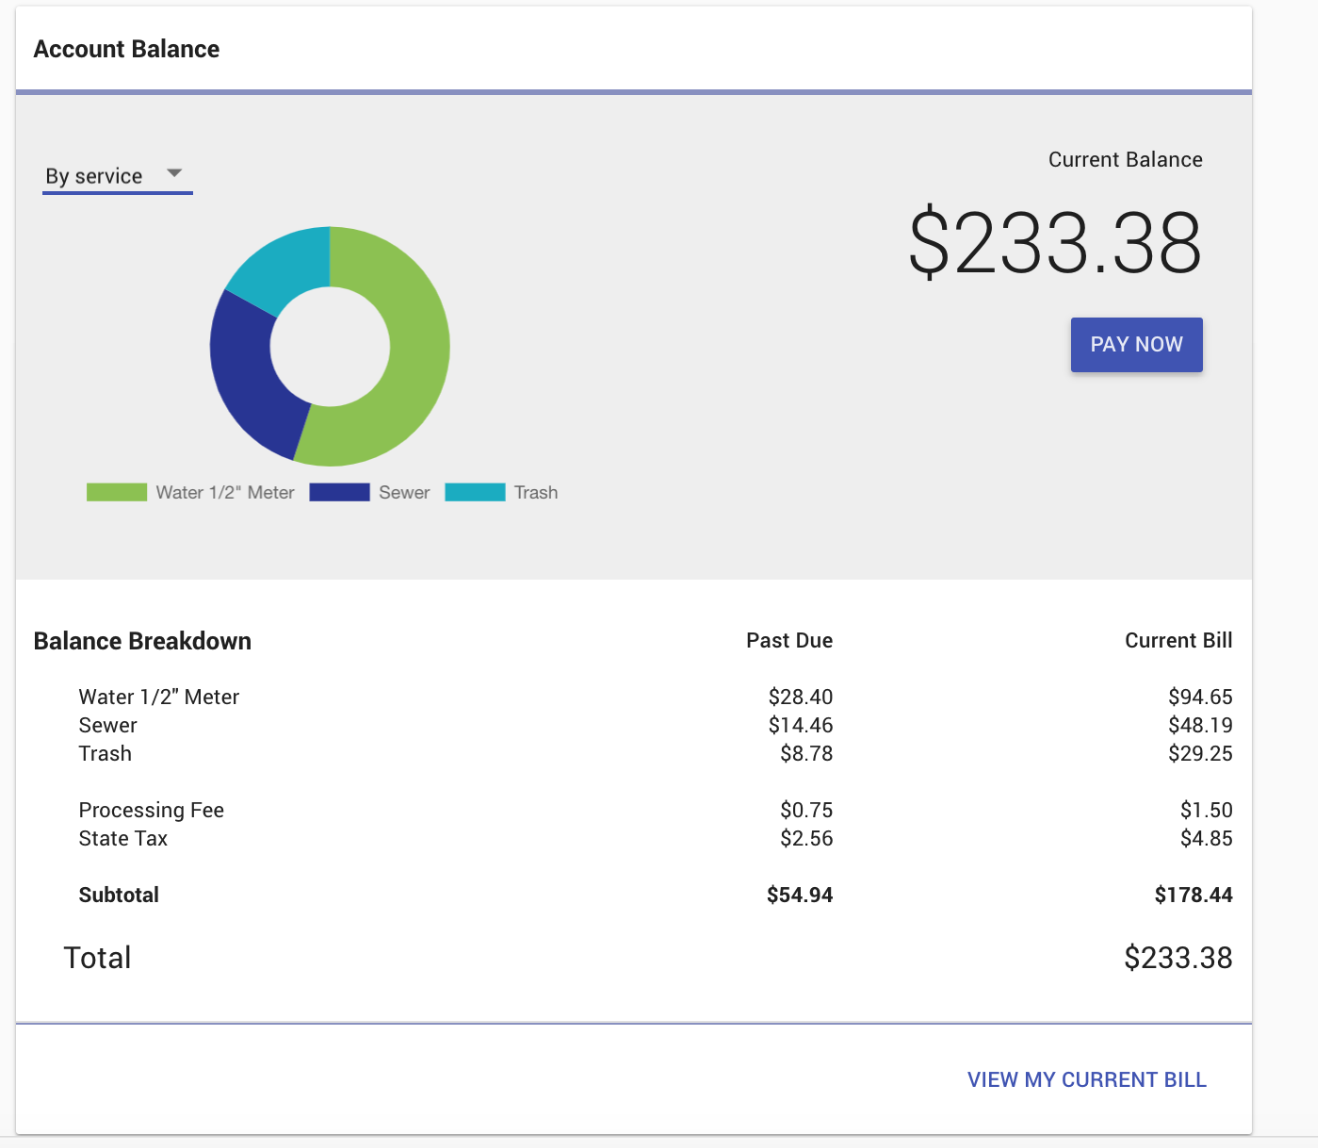 Account Balance
By service
Current Balance
$233.38
PAY NOW
Water 1/2" Meter Sewer Trash
Balance Breakdown Past Due Current Bill
Water 1/2" Meter $28.40 $94.65
Sewer $14.46 $48.19
Trash $8.78 $29.25
Processing Fee $0.75 $1.50
State Tax $2.56 $4.85
Subtotal $54.94 $178.44
Total $233.38
VIEW MY CURRENT BILL